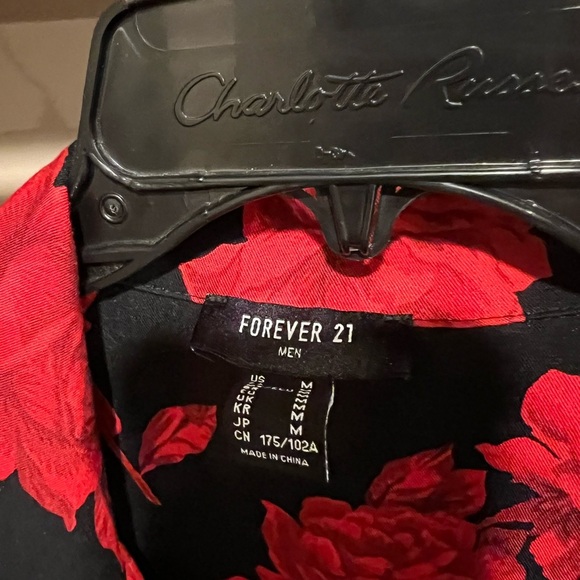 Charlotte Russe
FOREVER 21
MEN
US M
UK M
KR M
JP M
CN 175/102A
MADE IN CHINA